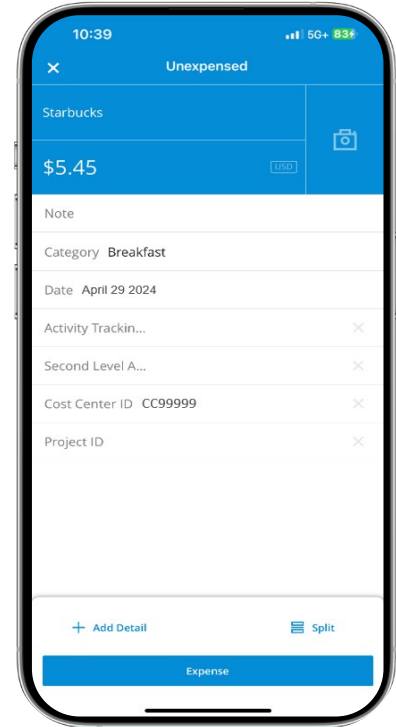 10:39 5G+ 83
Unexpensed
Starbucks
$5.45 USD
Note
Category Breakfast
Date April 29 2024
Activity Trackin...
Second Level A...
Cost Center ID CC99999
Project ID
Add Detail Split
Expense